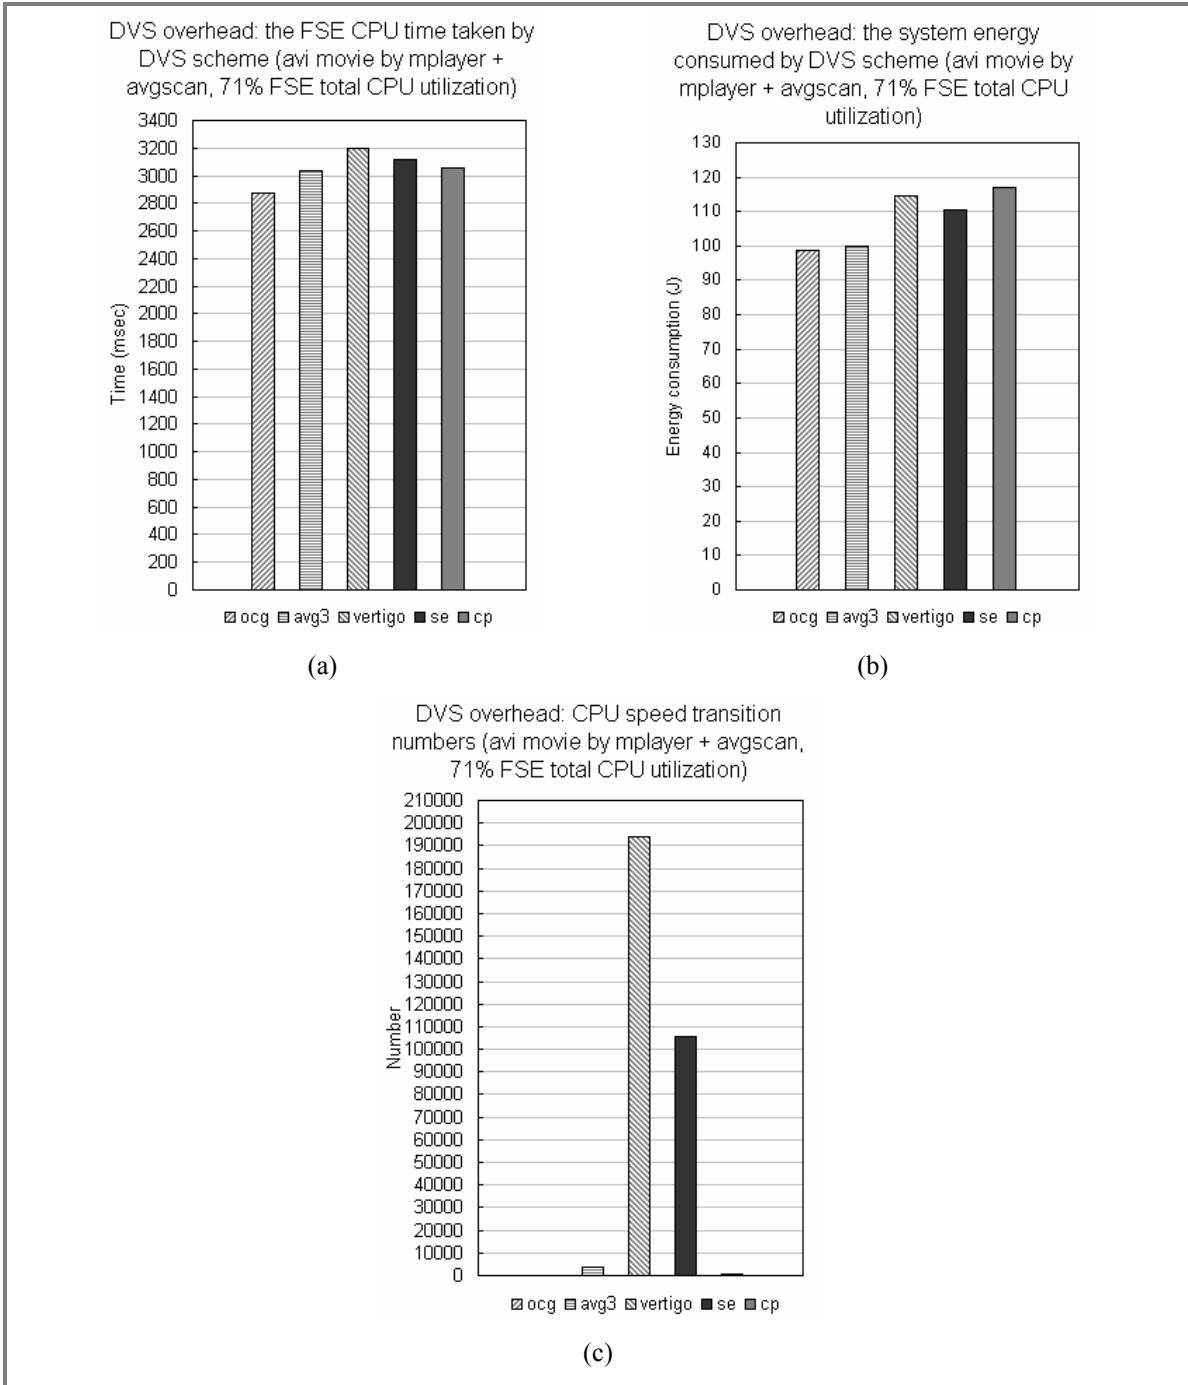 DVS overhead: the FSE CPU time taken by
DVS scheme (avi movie by mplayer +
avgscan, 71% FSE total CPU utilization)
3400
3200
3000
2800
2600
2400
2200
2000
1800
1600
1400
1200
1000
800
600
400
200
0
Time (msec)
ocg avg3 vertigo se cp
(a)
DVS overhead: the system energy
consumed by DVS scheme (avi movie by
mplayer + avgscan, 71% FSE total CPU
utilization)
130
120
110
100
90
80
70
60
50
40
30
20
10
0
Energy consumption (J)
ocg avg3 vertigo se cp
(b)
DVS overhead: CPU speed transition
numbers (avi movie by mplayer + avgscan,
71% FSE total CPU utilization)
210000
200000
190000
180000
170000
160000
150000
140000
130000
120000
110000
100000
90000
80000
70000
60000
50000
40000
30000
20000
10000
0
Number
ocg avg3 vertigo se cp
(c)